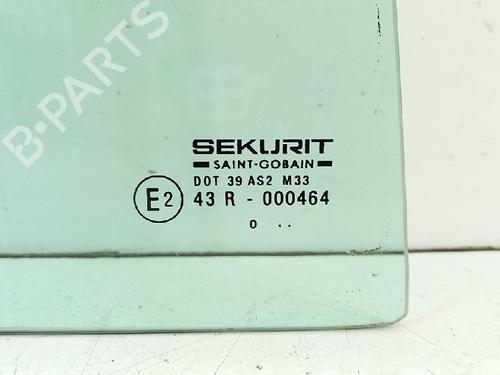 B-PARTS
SEKURIT
SAINT-GOBAIN
DOT 39 AS2 M33
E2 43 R - 000464
0 ..